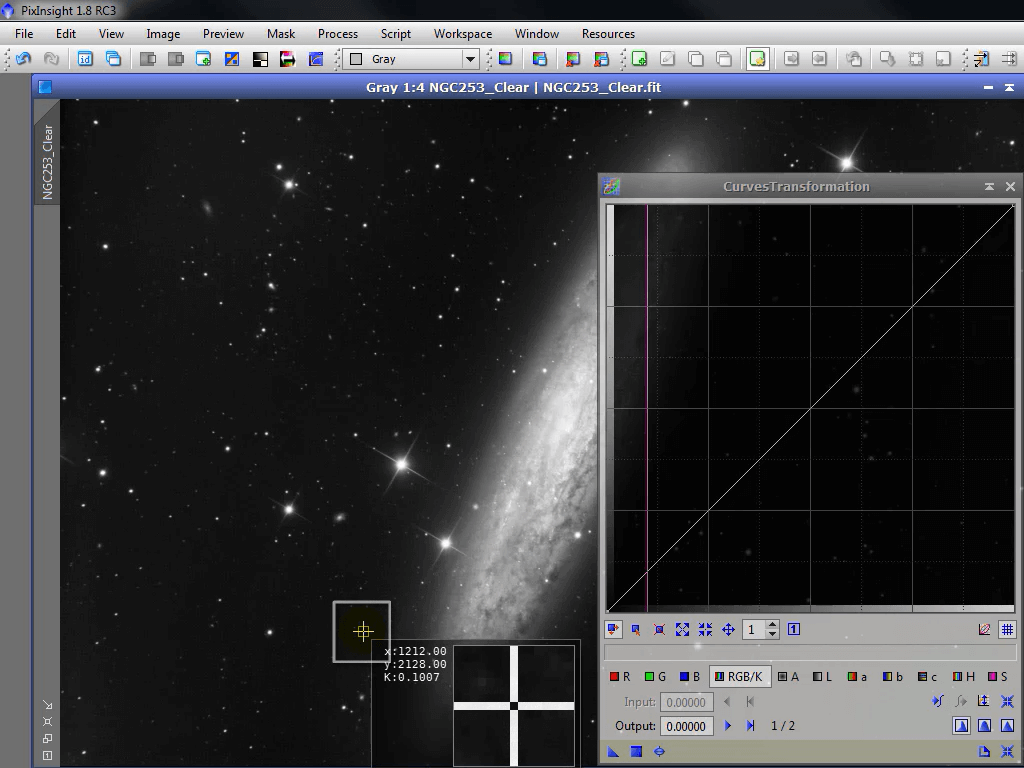 PixInsight 1.8 RC3
File Edit View Image Preview Mask Process Script Workspace Window Resources
id Gray
Gray 1:4 NGC253_Clear | NGC253_Clear.fit
NGC253_Clear
CurvesTransformation
x:1212.00
y:2128.00
K:0.1007
1 1
R G B RGB/K A L a b c H S
Input: 0.00000
Output: 0.00000 1 / 2